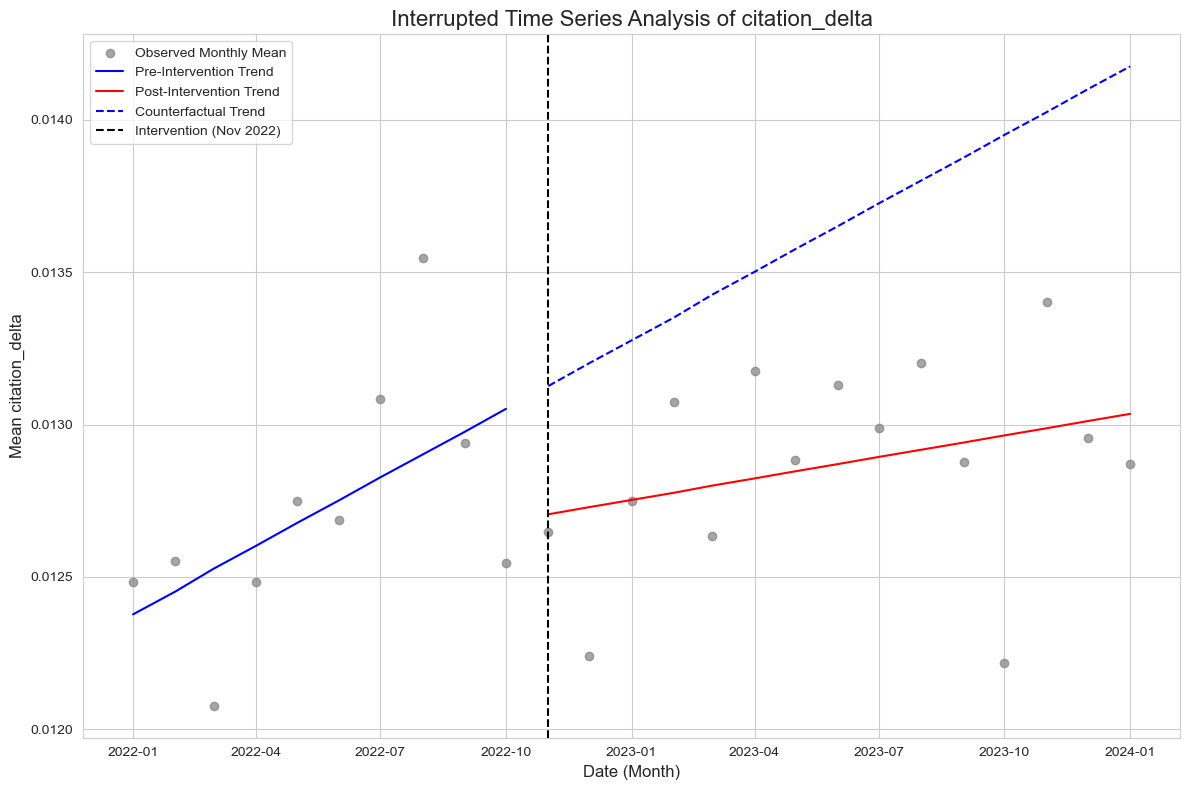 Interrupted Time Series Analysis of citation_delta
Observed Monthly Mean
Pre-Intervention Trend
Post-Intervention Trend
Counterfactual Trend
Intervention (Nov 2022)
0.0140
0.0135
0.0130
0.0125
0.0120
Mean citation_delta
2022-01 2022-04 2022-07 2022-10 2023-01 2023-04 2023-07 2023-10 2024-01
Date (Month)